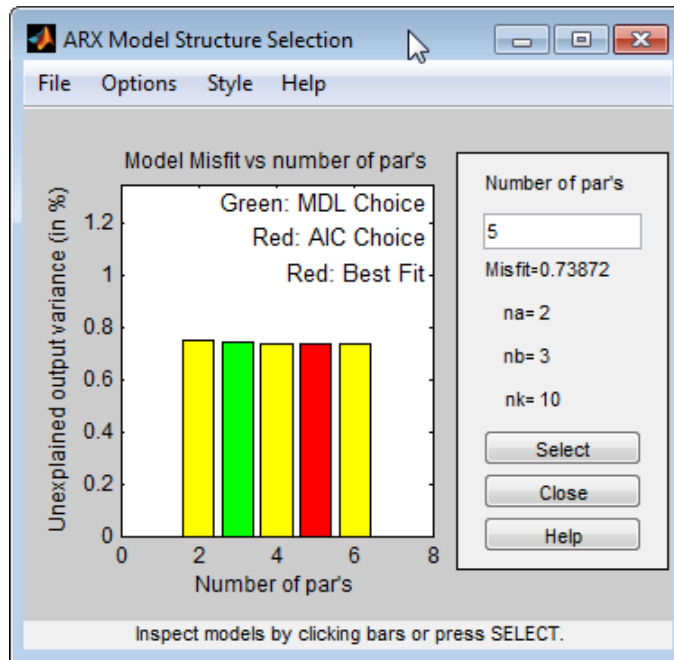 ARX Model Structure Selection
File Options Style Help
Model Misfit vs number of par's
Green: MDL Choice
Red: AIC Choice
Red: Best Fit
Unexplained output variance (in %)
1.2
1
0.8
0.6
0.4
0.2
0
0 2 4 6 8
Number of par's
Number of par's
5
Misfit=0.73872
na= 2
nb= 3
nk= 10
Select
Close
Help
Inspect models by clicking bars or press SELECT.